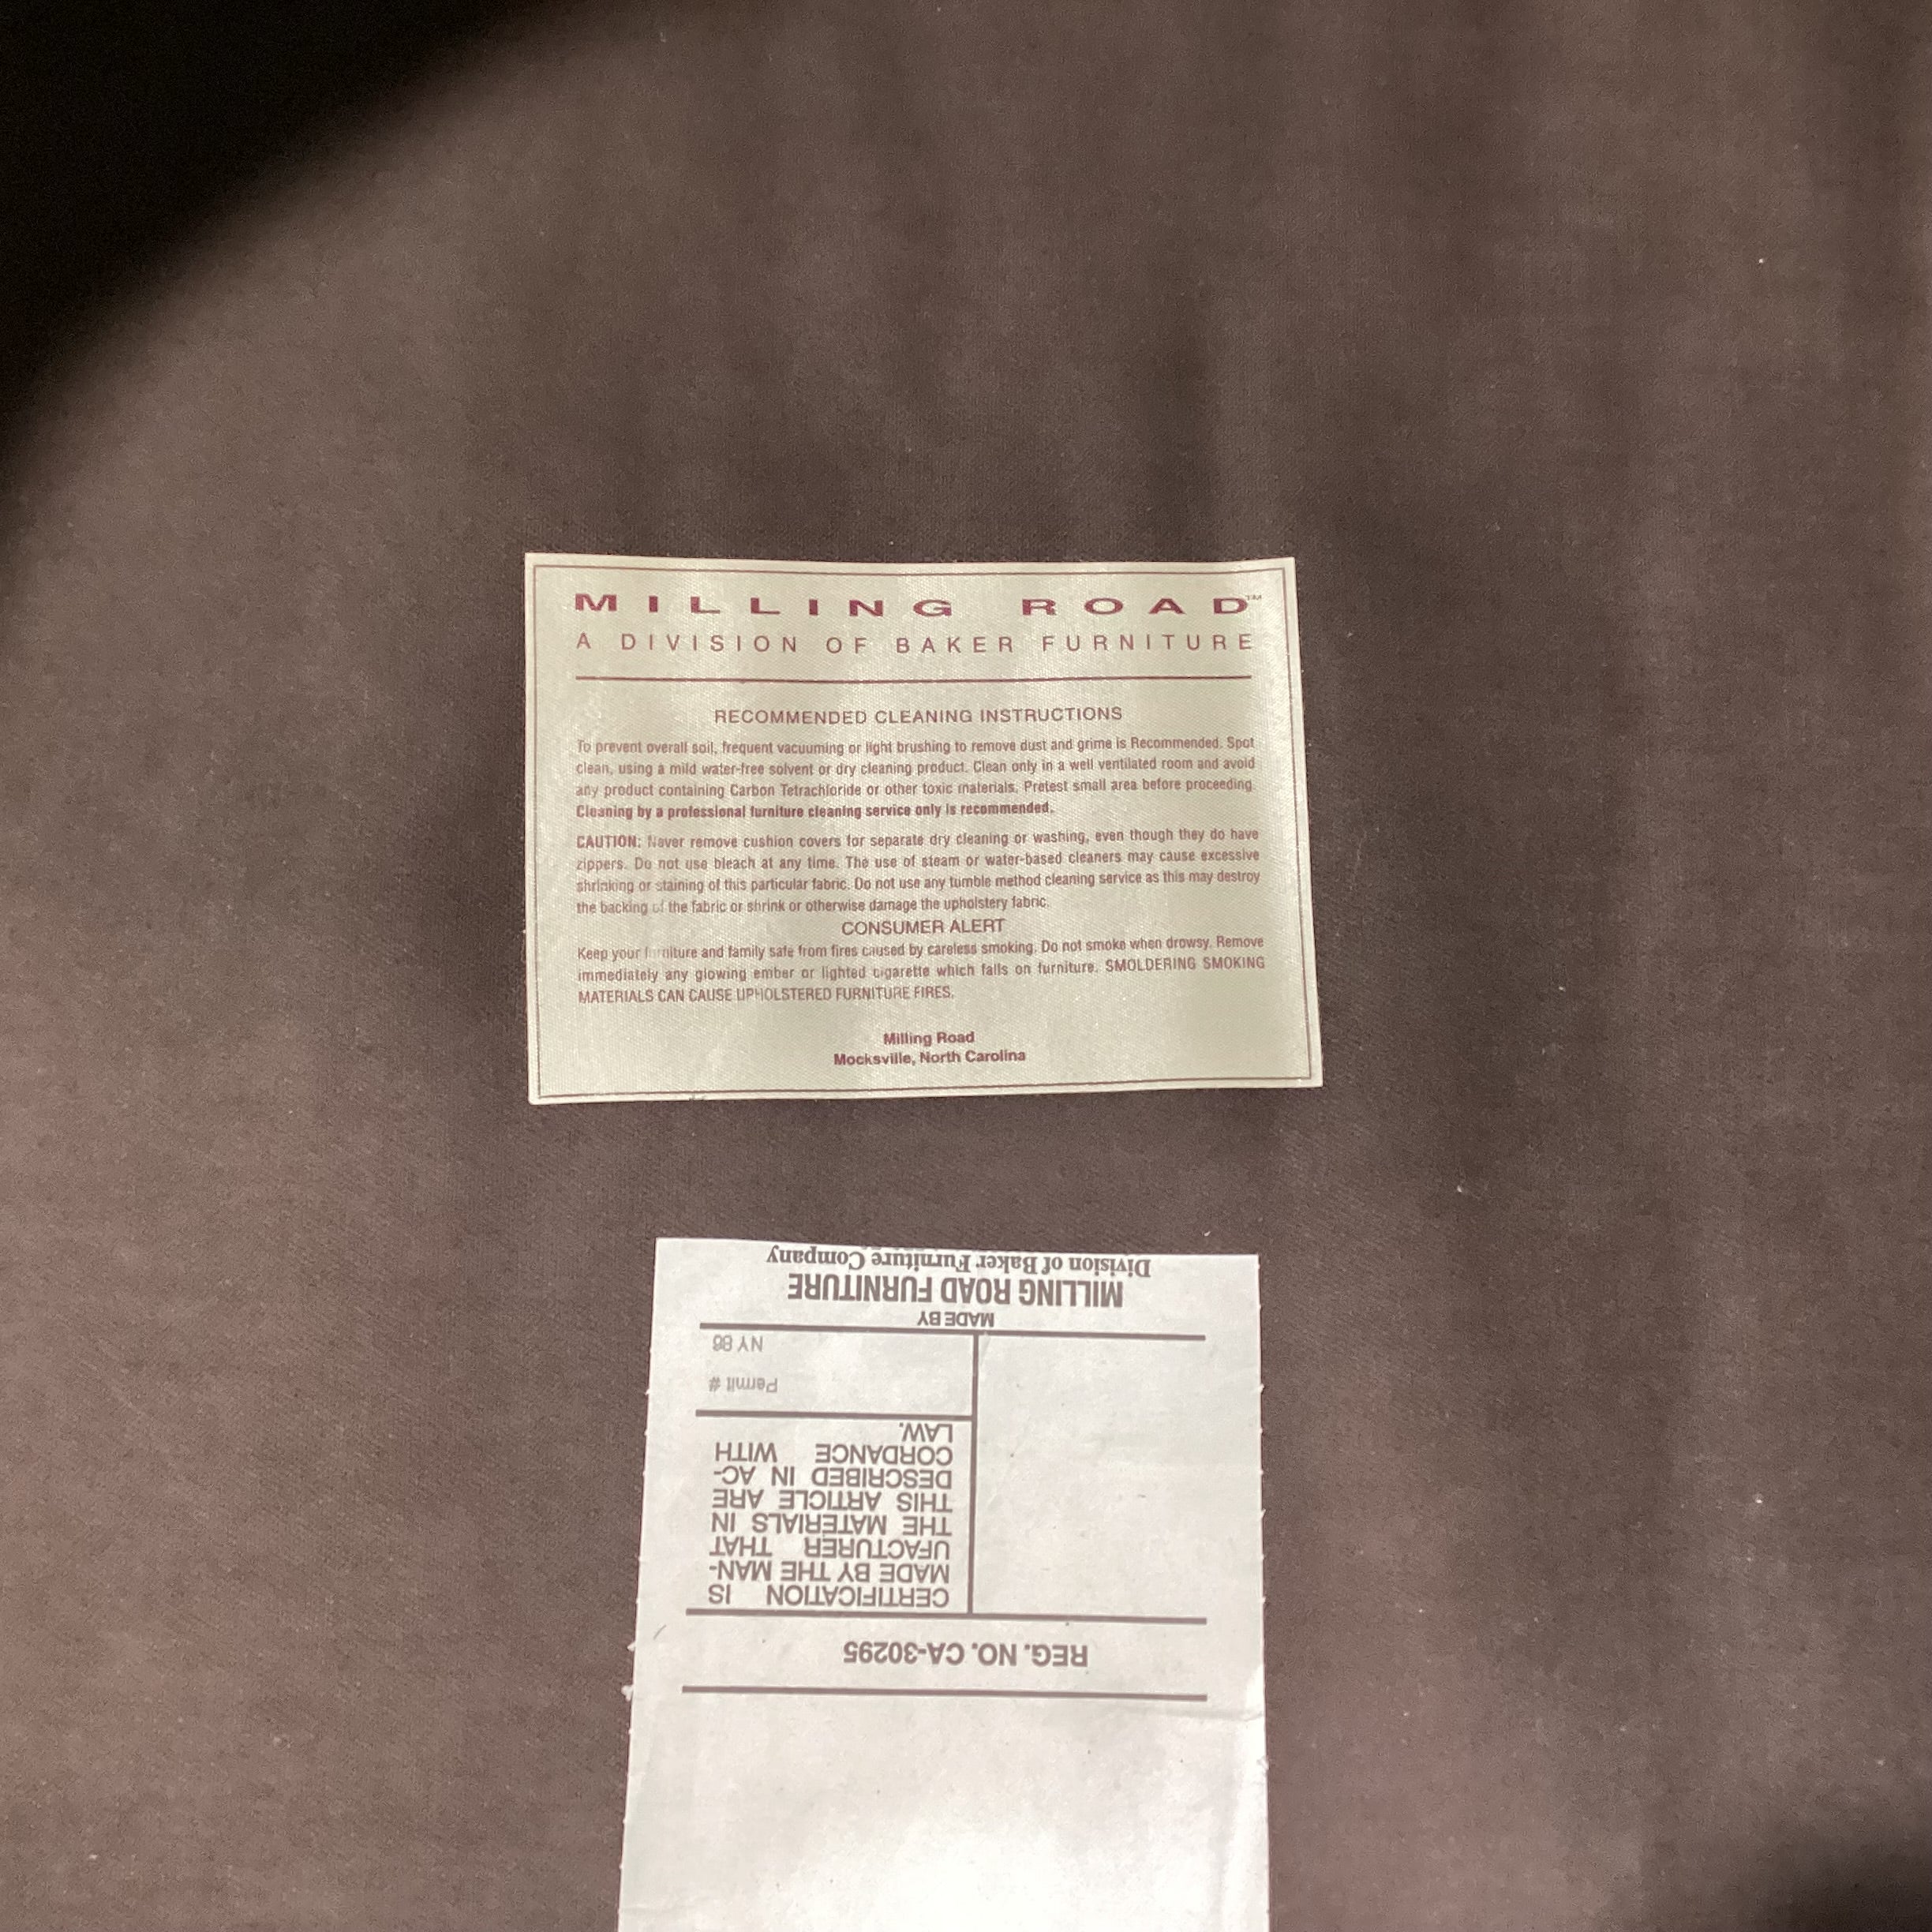 MILLING ROAD™
A DIVISION OF BAKER FURNITURE
RECOMMENDED CLEANING INSTRUCTIONS
To prevent overall soil, frequent vacuuming or light brushing to remove dust and grime is Recommended. Spot
clean, using a mild water-free solvent or dry cleaning product. Clean only in a well ventilated room and avoid
any product containing Carbon Tetrachloride or other toxic materials. Pretest small area before proceeding.
Cleaning by a professional furniture cleaning service only is recommended.
CAUTION: Never remove cushion covers for separate dry cleaning or washing, even though they do have
zippers. Do not use bleach at any time. The use of steam or water-based cleaners may cause excessive
shrinking or staining of this particular fabric. Do not use any tumble method cleaning service as this may destroy
the backing of the fabric or shrink or otherwise damage the upholstery fabric.
CONSUMER ALERT
Keep your furniture and family safe from fires caused by careless smoking. Do not smoke when drowsy. Remove
immediately any glowing ember or lighted cigarette which falls on furniture. SMOLDERING SMOKING
MATERIALS CAN CAUSE UPHOLSTERED FURNITURE FIRES.
Milling Road
Mocksville, North Carolina
REG. NO. CA-30295
CERTIFICATION IS
MADE BY THE MAN-
UFACTURER THAT
THE MATERIALS IN
THIS ARTICLE ARE
DESCRIBED IN AC-
CORDANCE WITH
LAW.
Permit #
NY
MADE BY
MILLING ROAD FURNITURE
Division of Baker Furniture Company